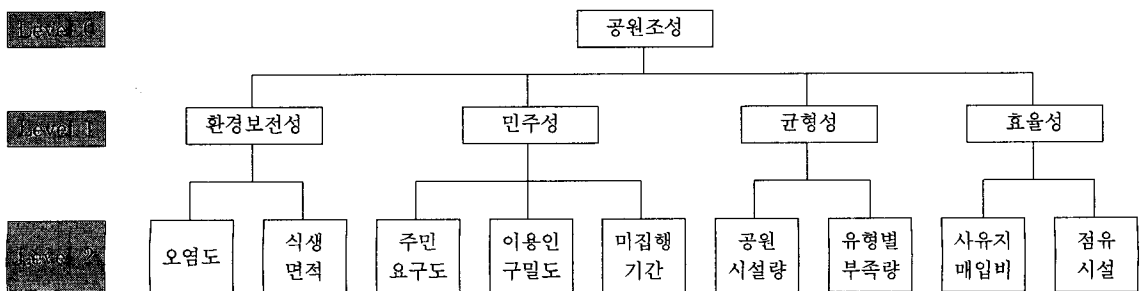 Level 0
공원조성
Level 1
환경보전성
민주성
균형성
효율성
Level 2
오염도
식생
면적
주민
요구도
이용인
구밀도
미집행
기간
공원
시설량
유형별
부족량
사유지
매입비
점유
시설